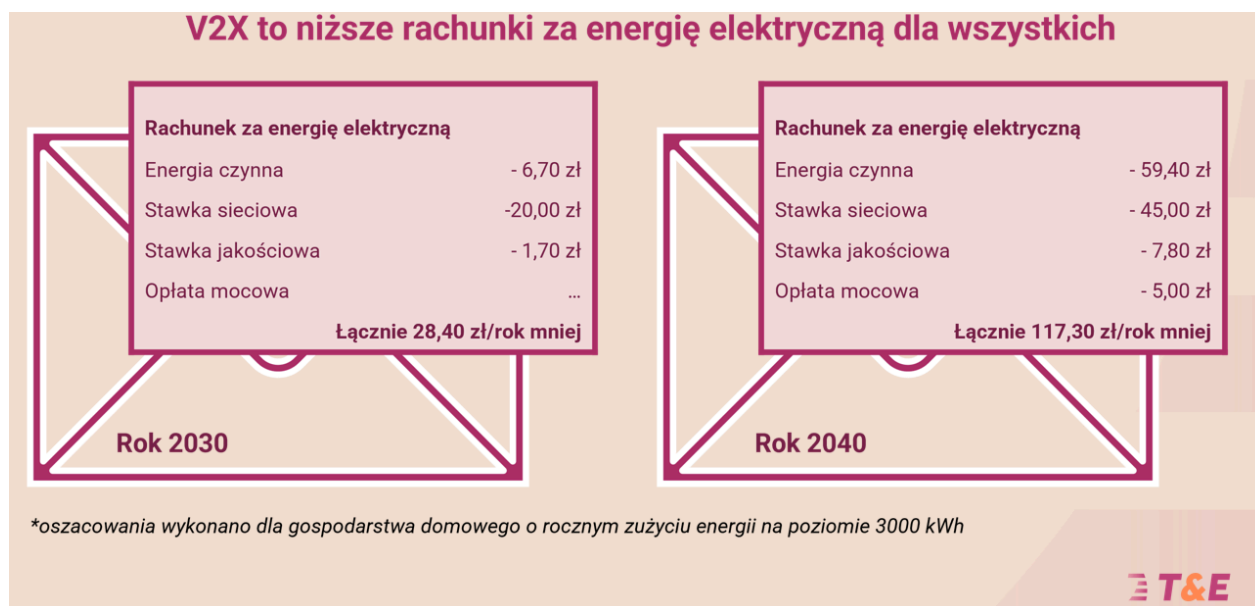 V2X to niższe rachunki za energię elektryczną dla wszystkich
Rachunek za energię elektryczną
Energia czynna - 6,70 zł
Stawka sieciowa -20,00 zł
Stawka jakościowa - 1,70 zł
Opłata mocowa ...
Łącznie 28,40 zł/rok mniej
Rok 2030
Rachunek za energię elektryczną
Energia czynna - 59,40 zł
Stawka sieciowa - 45,00 zł
Stawka jakościowa - 7,80 zł
Opłata mocowa - 5,00 zł
Łącznie 117,30 zł/rok mniej
Rok 2040
*oszacowania wykonano dla gospodarstwa domowego o rocznym zużyciu energii na poziomie 3000 kWh
T&E